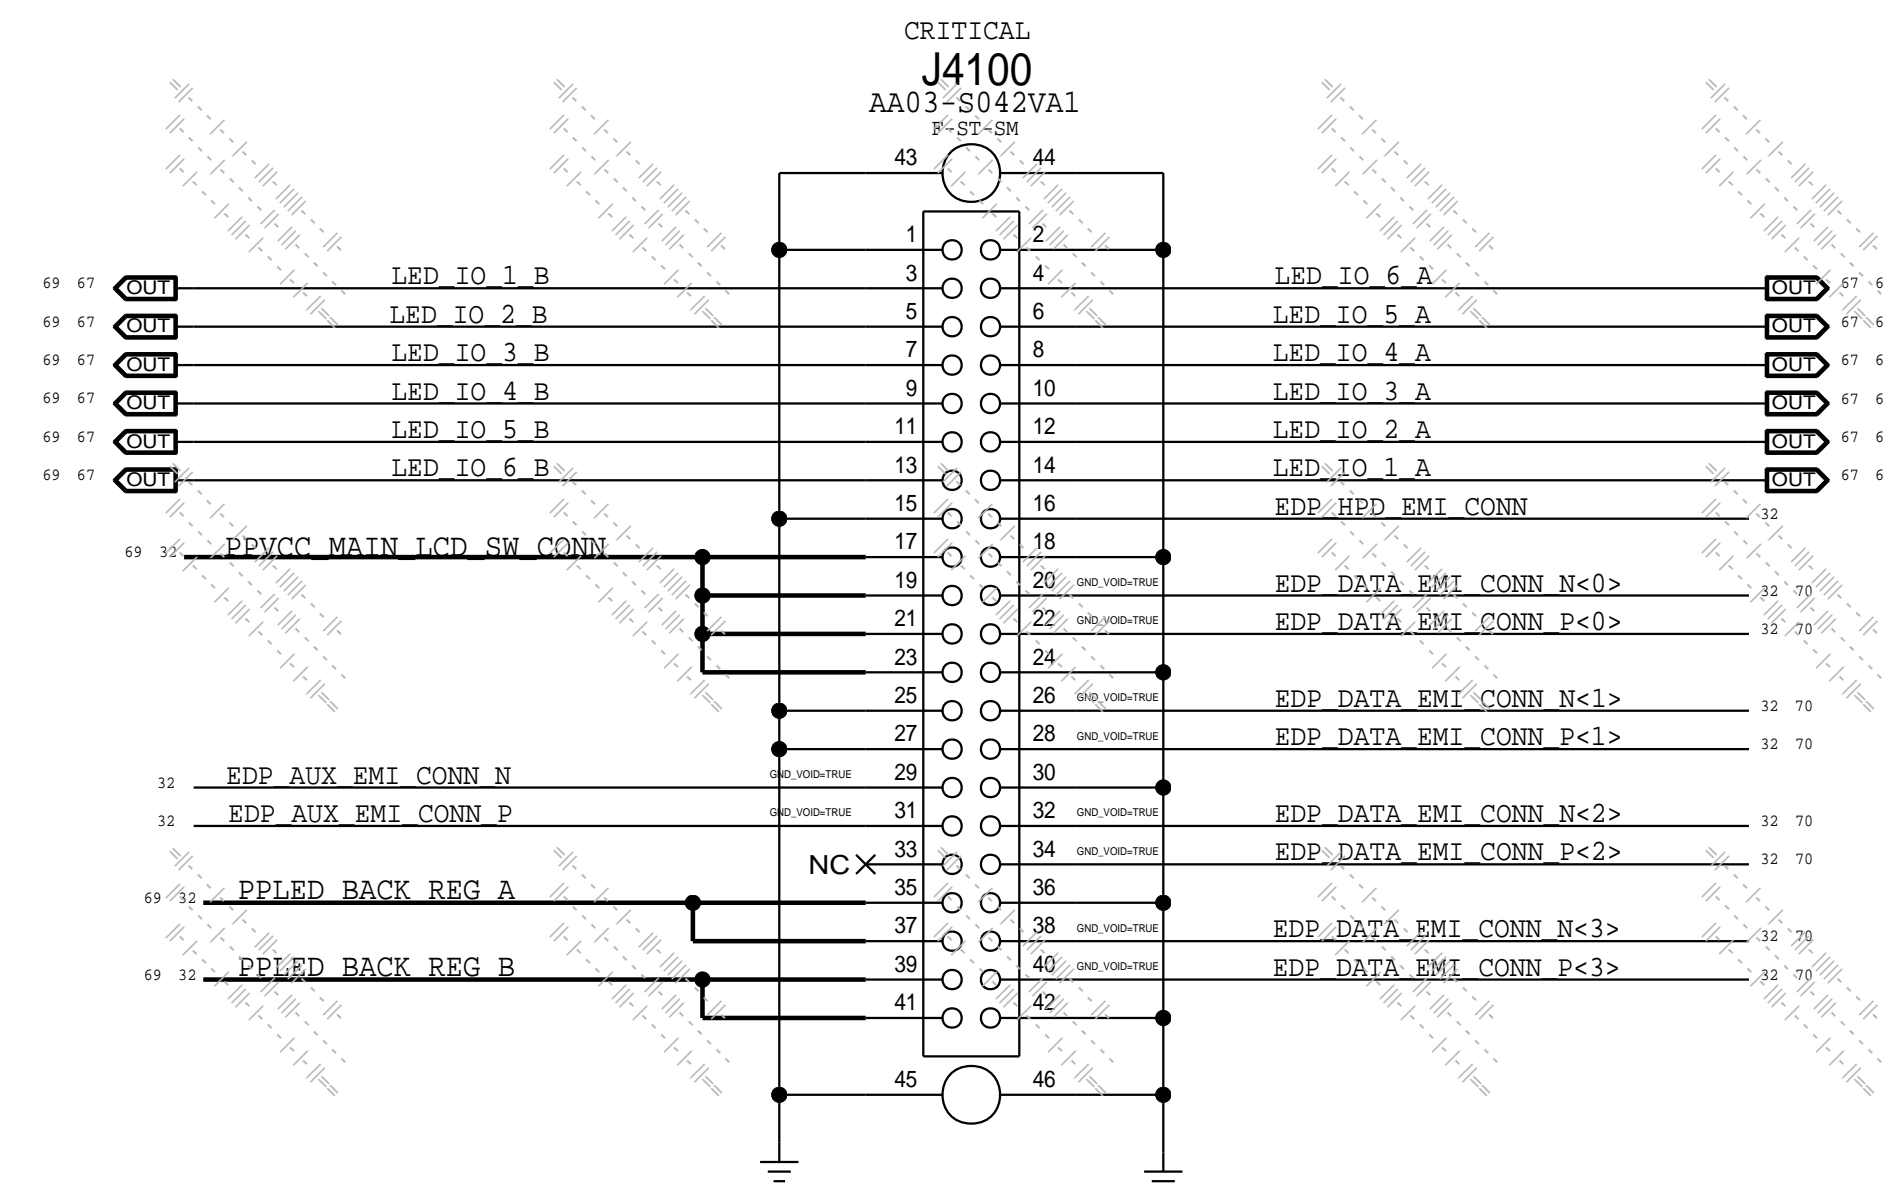 CRITICAL
J4100
AA03-S042VA1
F-ST-SM
43 44
1 2
69 67 OUT LED_IO_1_B 3 4 LED_IO_6_A OUT 67 6
69 67 OUT LED_IO_2_B 5 6 LED_IO_5_A OUT 67 6
69 67 OUT LED_IO_3_B 7 8 LED_IO_4_A OUT 67 6
69 67 OUT LED_IO_4_B 9 10 LED_IO_3_A OUT 67 6
69 67 OUT LED_IO_5_B 11 12 LED_IO_2_A OUT 67 6
69 67 OUT LED_IO_6_B 13 14 LED_IO_1_A OUT 67 6
15 16 EDP_HPD_EMI_CONN 32
69 32 PPVCC_MAIN_LCD_SW_CONN 17 18
19 20 GND_VOID=TRUE EDP_DATA_EMI_CONN_N<0> 32 70
21 22 GND_VOID=TRUE EDP_DATA_EMI_CONN_P<0> 32 70
23 24
25 26 GND_VOID=TRUE EDP_DATA_EMI_CONN_N<1> 32 70
27 28 GND_VOID=TRUE EDP_DATA_EMI_CONN_P<1> 32 70
32 EDP_AUX_EMI_CONN_N GND_VOID=TRUE 29 30
32 EDP_AUX_EMI_CONN_P GND_VOID=TRUE 31 32 GND_VOID=TRUE EDP_DATA_EMI_CONN_N<2> 32 70
NC 33 34 GND_VOID=TRUE EDP_DATA_EMI_CONN_P<2> 32 70
69 32 PPLED_BACK_REG_A 35 36
37 38 GND_VOID=TRUE EDP_DATA_EMI_CONN_N<3> 32 70
69 32 PPLED_BACK_REG_B 39 40 GND_VOID=TRUE EDP_DATA_EMI_CONN_P<3> 32 70
41 42
45 46